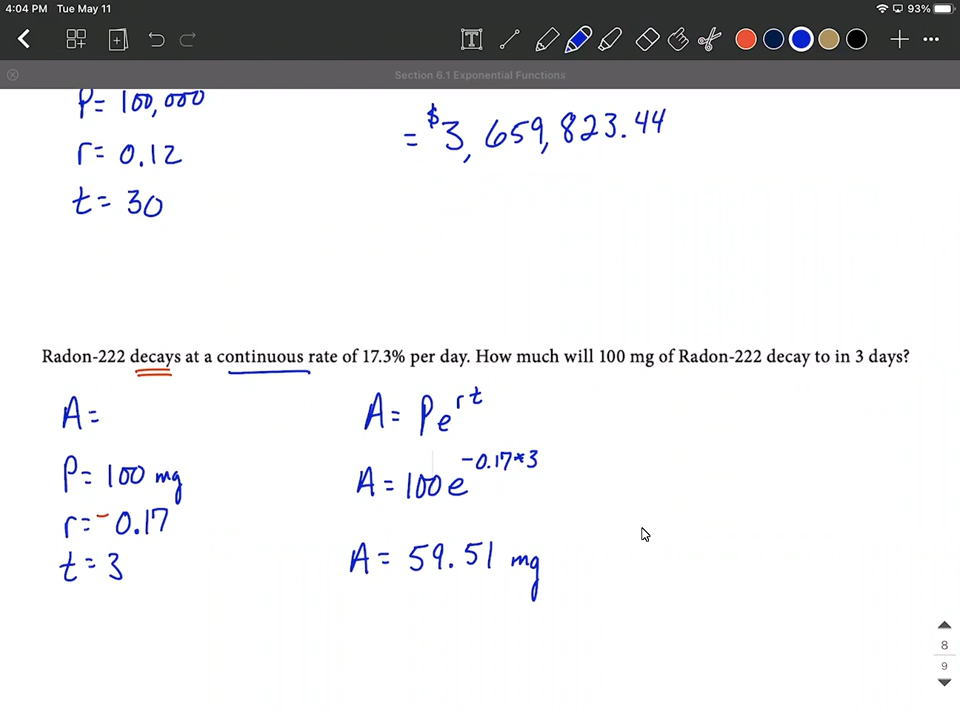 4:04 PM Tue May 11 93%
Section 6.1 Exponential Functions
P= 100,000
= $3,659,823.44
r= 0.12
t= 30
Radon-222 decays at a continuous rate of 17.3% per day. How much will 100 mg of Radon-222 decay to in 3 days?
A=
P= 100 mg
r= -0.17
t= 3
A= Pe^rt
A= 100e^-0.17*3
A= 59.51 mg
8
9